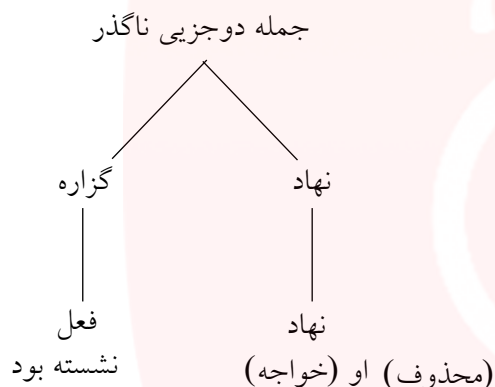 جمله دوجزیی ناگذر
نهاد گزاره
نهاد فعل
(محذوف) او (خواجه) نشسته بود